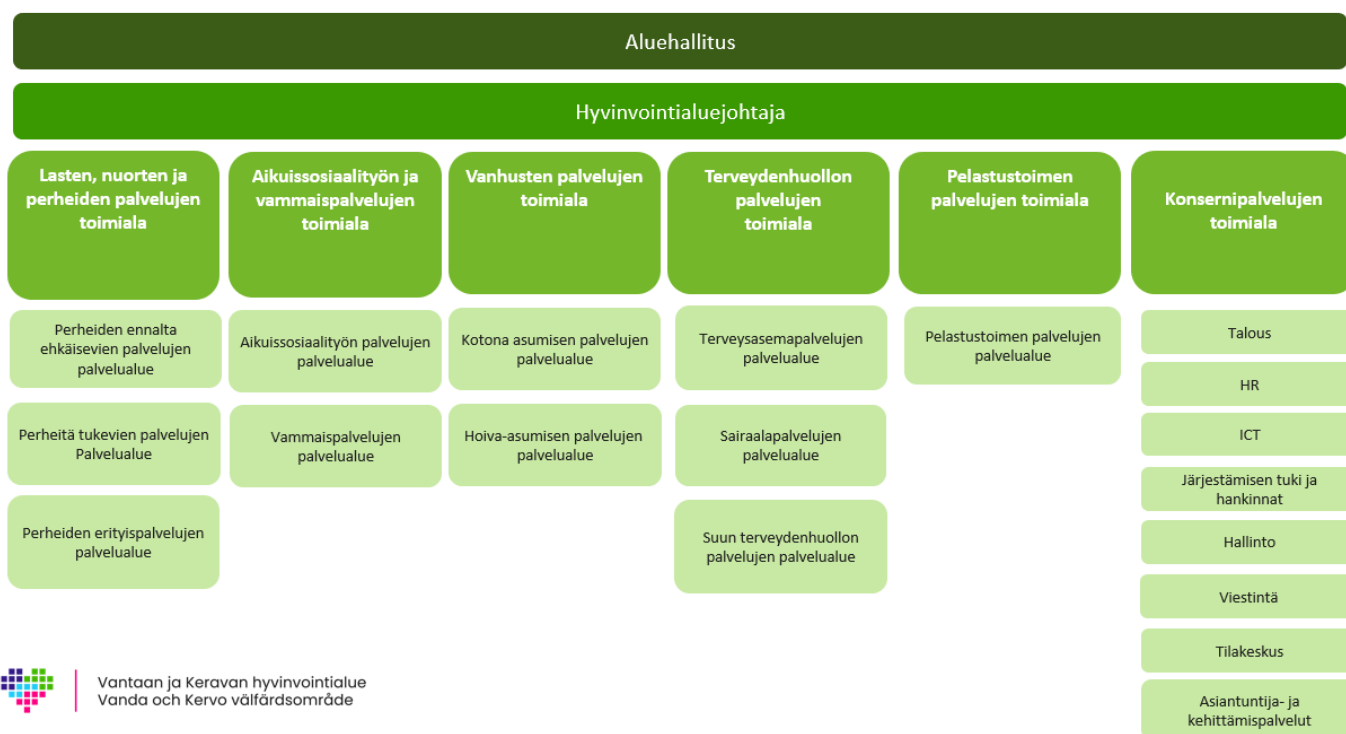 Aluehallitus
Hyvinvointialuejohtaja
Lasten, nuorten ja
perheiden palvelujen
toimiala
Perheiden ennalta
ehkäisevien palvelujen
palvelualue
Perheitä tukevien palvelujen
Palvelualue
Perheiden erityispalvelujen
palvelualue
Aikuissosiaalityön ja
vammaispalvelujen
toimiala
Aikuissosiaalityön palvelujen
palvelualue
Vammaispalvelujen
palvelualue
Vanhusten palvelujen
toimiala
Kotona asumisen palvelujen
palvelualue
Hoiva-asumisen palvelujen
palvelualue
Terveydenhuollon
palvelujen
toimiala
Terveysasemapalvelujen
palvelualue
Sairaalapalvelujen
palvelualue
Suun terveydenhuollon
palvelujen palvelualue
Pelastustoimen
palvelujen toimiala
Pelastustoimen palvelujen
palvelualue
Konsernipalvelujen
toimiala
Talous
HR
ICT
Järjestämisen tuki ja
hankinnat
Hallinto
Viestintä
Tilakeskus
Asiantuntija- ja
kehittämispalvelut
Vantaan ja Keravan hyvinvointialue
Vanda och Kervo välfärdsområde